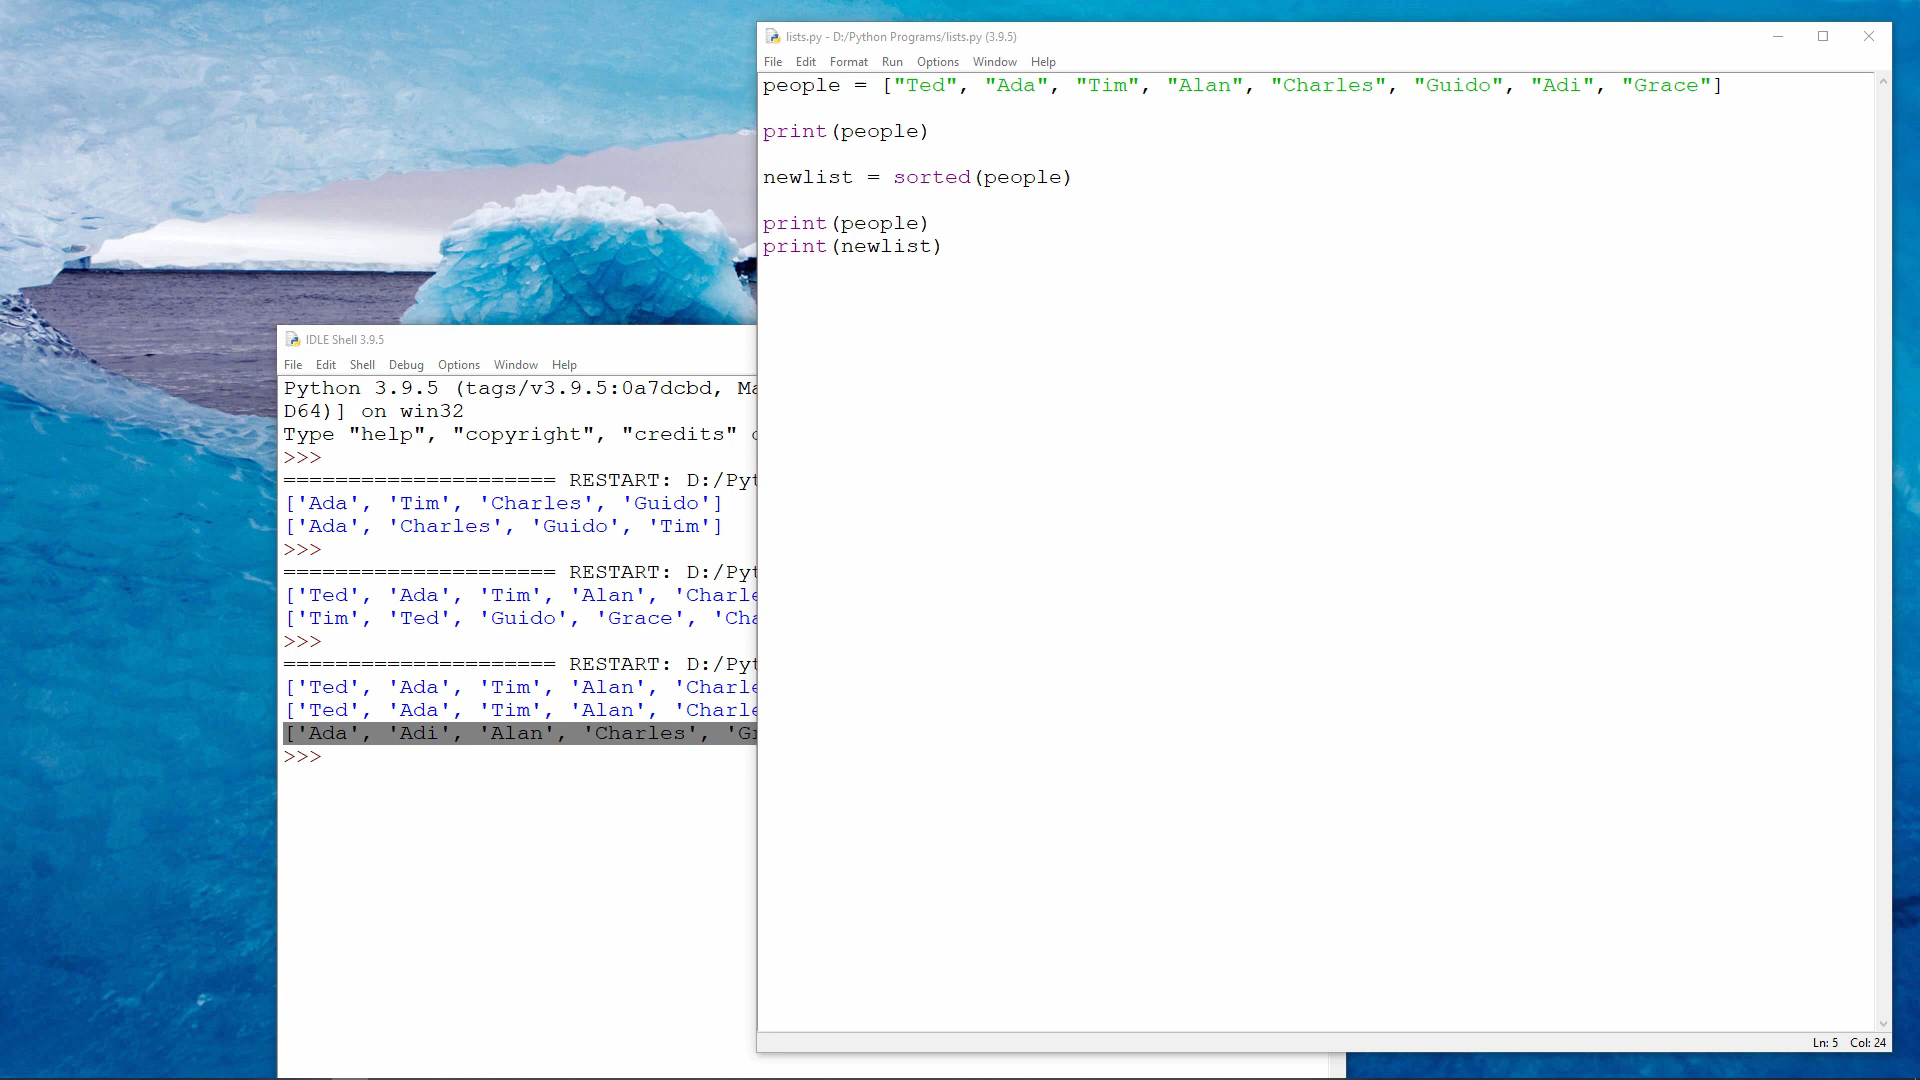 lists.py - D:/Python Programs/lists.py (3.9.5)
File Edit Format Run Options Window Help
people = ["Ted", "Ada", "Tim", "Alan", "Charles", "Guido", "Adi", "Grace"]
print(people)
newlist = sorted(people)
print(people)
print(newlist)
Ln: 5 Col: 24
IDLE Shell 3.9.5
File Edit Shell Debug Options Window Help
Python 3.9.5 (tags/v3.9.5:0a7dcbd, Ma
D64)] on win32
Type "help", "copyright", "credits"
>>>
===================== RESTART: D:/Pyt
['Ada', 'Tim', 'Charles', 'Guido']
['Ada', 'Charles', 'Guido', 'Tim']
>>>
===================== RESTART: D:/Pyt
['Ted', 'Ada', 'Tim', 'Alan', 'Charle
['Tim', 'Ted', 'Guido', 'Grace', 'Cha
>>>
===================== RESTART: D:/Pyt
['Ted', 'Ada', 'Tim', 'Alan', 'Charle
['Ted', 'Ada', 'Tim', 'Alan', 'Charle
['Ada', 'Adi', 'Alan', 'Charles', 'Gr
>>>